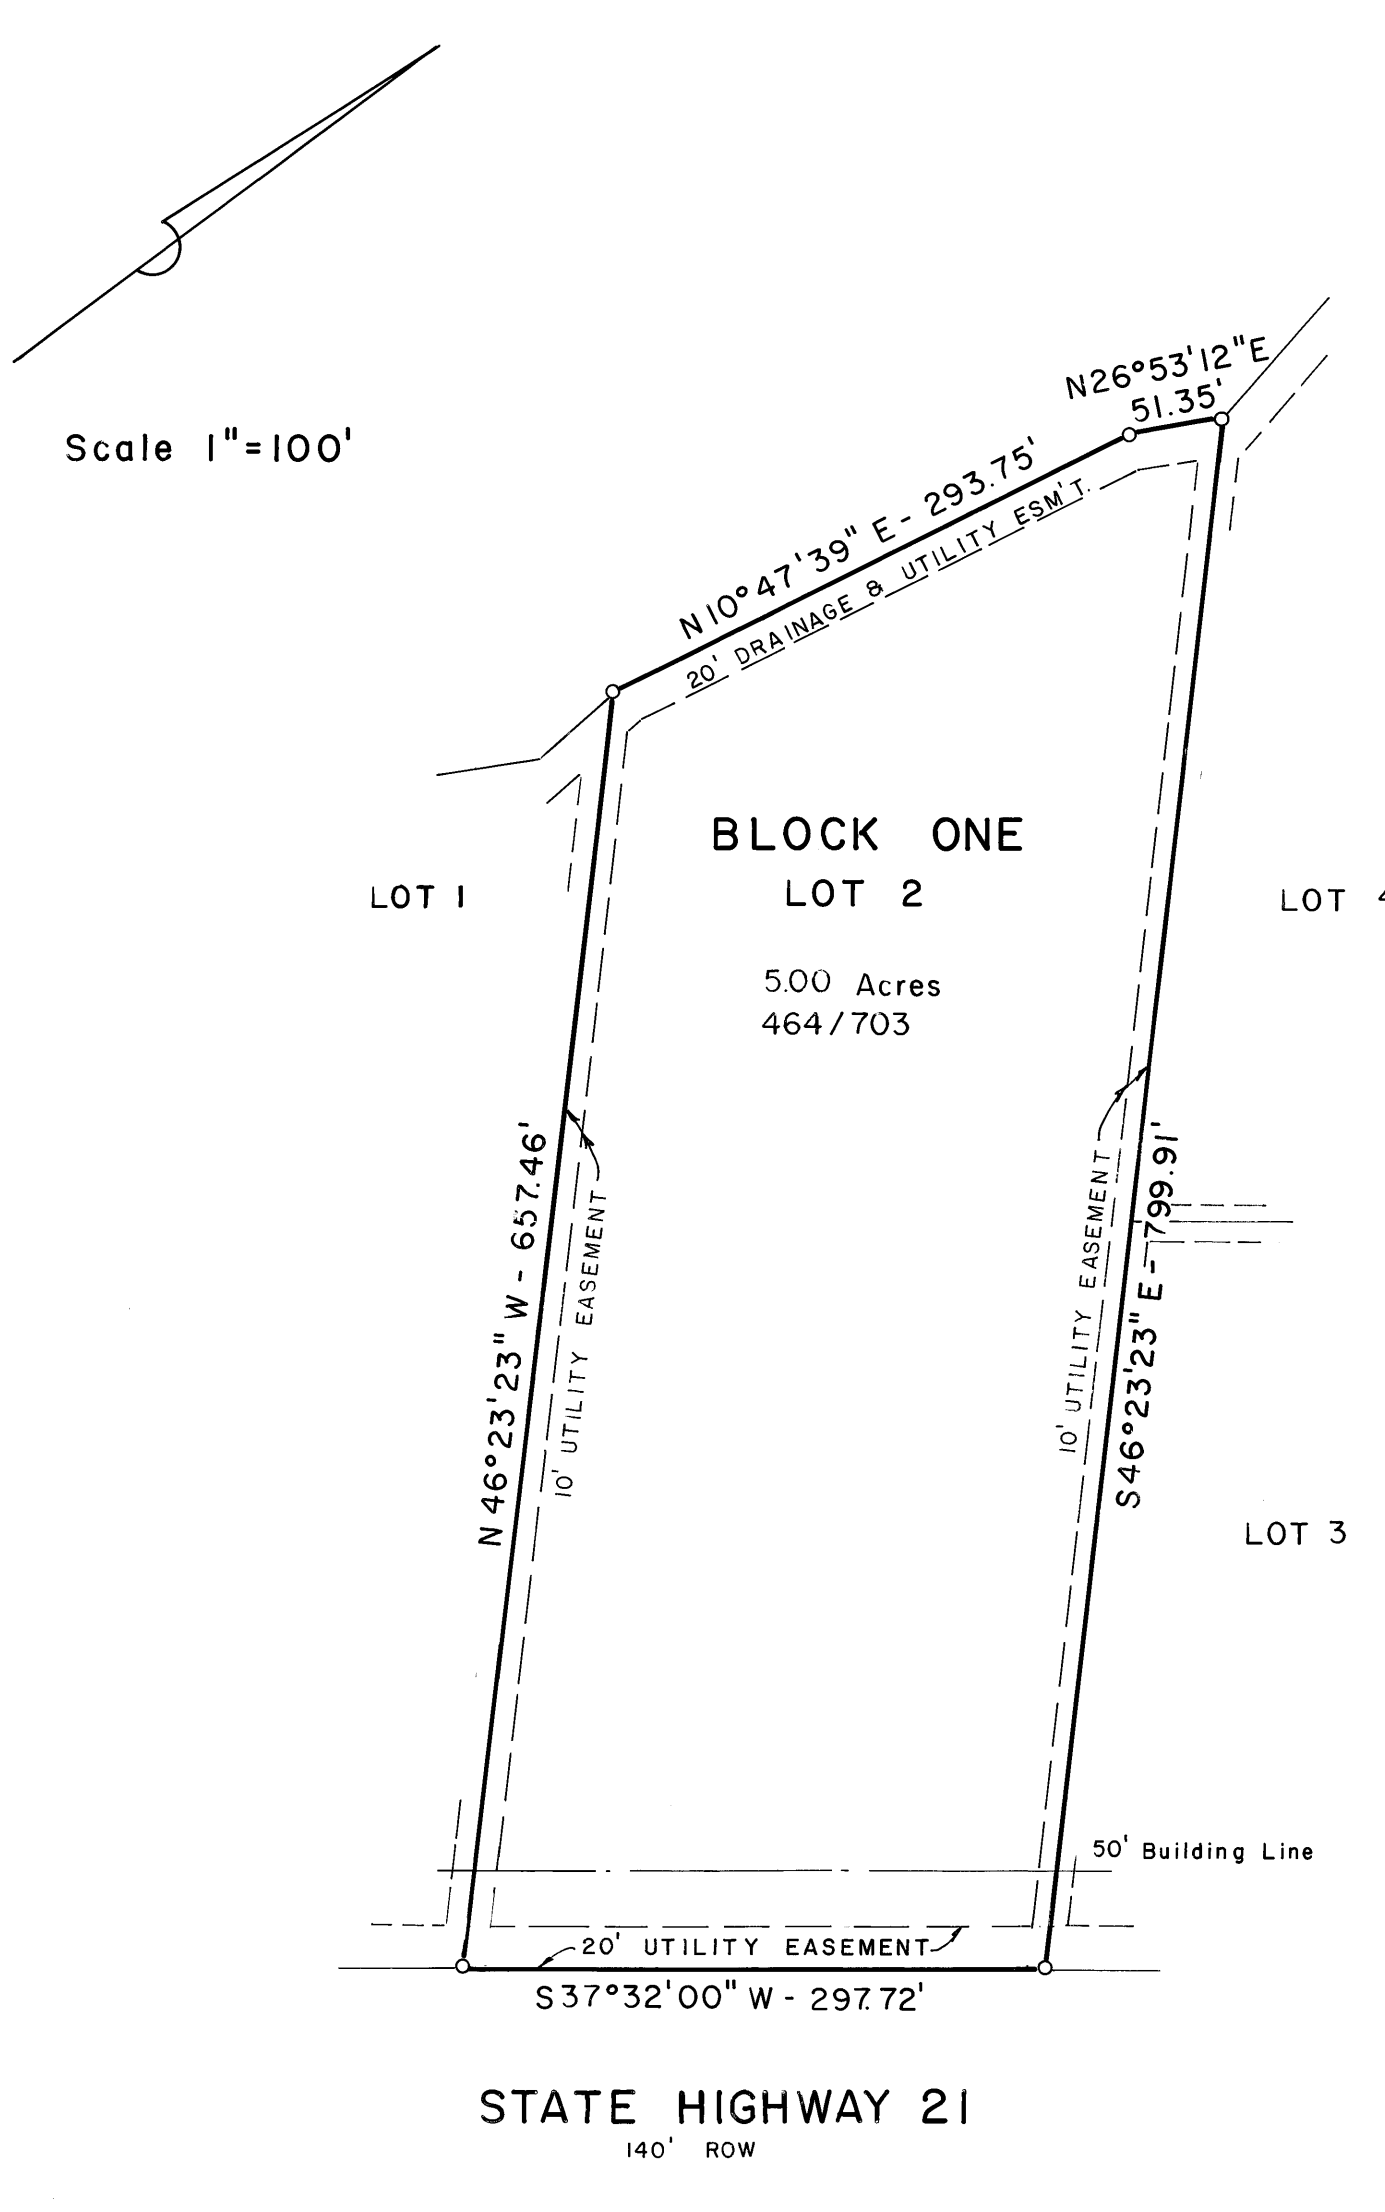 Scale 1"=100'
N26°53'12"E
51.35'
N10°47'39" E - 293.75'
20' DRAINAGE & UTILITY ESM'T.
BLOCK ONE
LOT 2
LOT 1
LOT
5.00 Acres
464/703
N 46°23'23" W - 657.46'
10' UTILITY EASEMENT
10' UTILITY EASEMENT
S46°23'23" E - 799.91'
LOT 3
50' Building Line
20' UTILITY EASEMENT
S37°32'00" W - 297.72'
STATE HIGHWAY 21
140' ROW